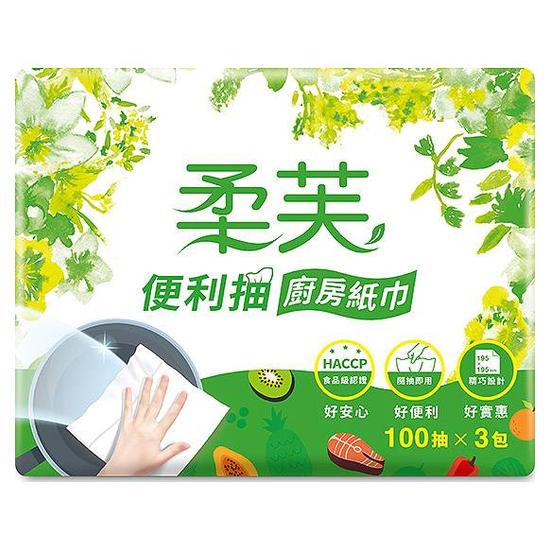 柔芙
便利抽 廚房紙巾
HACCP
食品級認證
隨抽即用
195
×
195mm
精巧設計
好安心 好便利 好實惠
100抽×3包